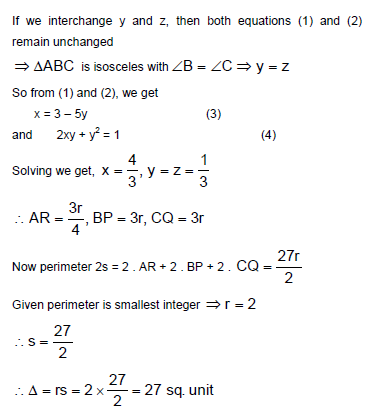 If we interchange y and z, then both equations (1) and (2)
remain unchanged
⇒ ΔABC is isosceles with ∠B = ∠C ⇒ y = z
So from (1) and (2), we get
x = 3 – 5y (3)
and 2xy + y² = 1 (4)
Solving we get, x = 4/3, y = z = 1/3
∴ AR = 3r/4, BP = 3r, CQ = 3r
Now perimeter 2s = 2 . AR + 2 . BP + 2 . CQ = 27r/2
Given perimeter is smallest integer ⇒ r = 2
∴ s = 27/2
∴ Δ = rs = 2 × 27/2 = 27 sq. unit